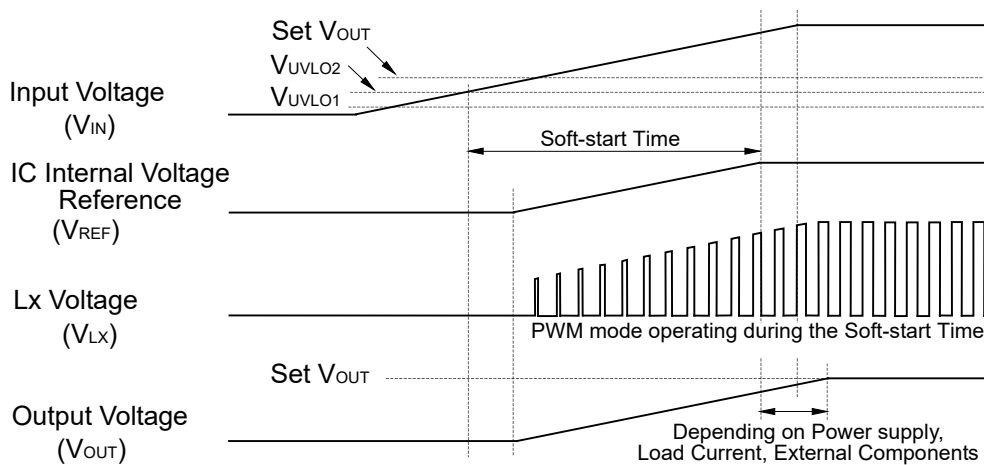 Set VOUT
VUVLO2
VUVLO1
Input Voltage
(VIN)
Soft-start Time
IC Internal Voltage
Reference
(VREF)
Lx Voltage
(VLX)
PWM mode operating during the Soft-start Time
Set VOUT
Output Voltage
(VOUT)
Depending on Power supply,
Load Current, External Components